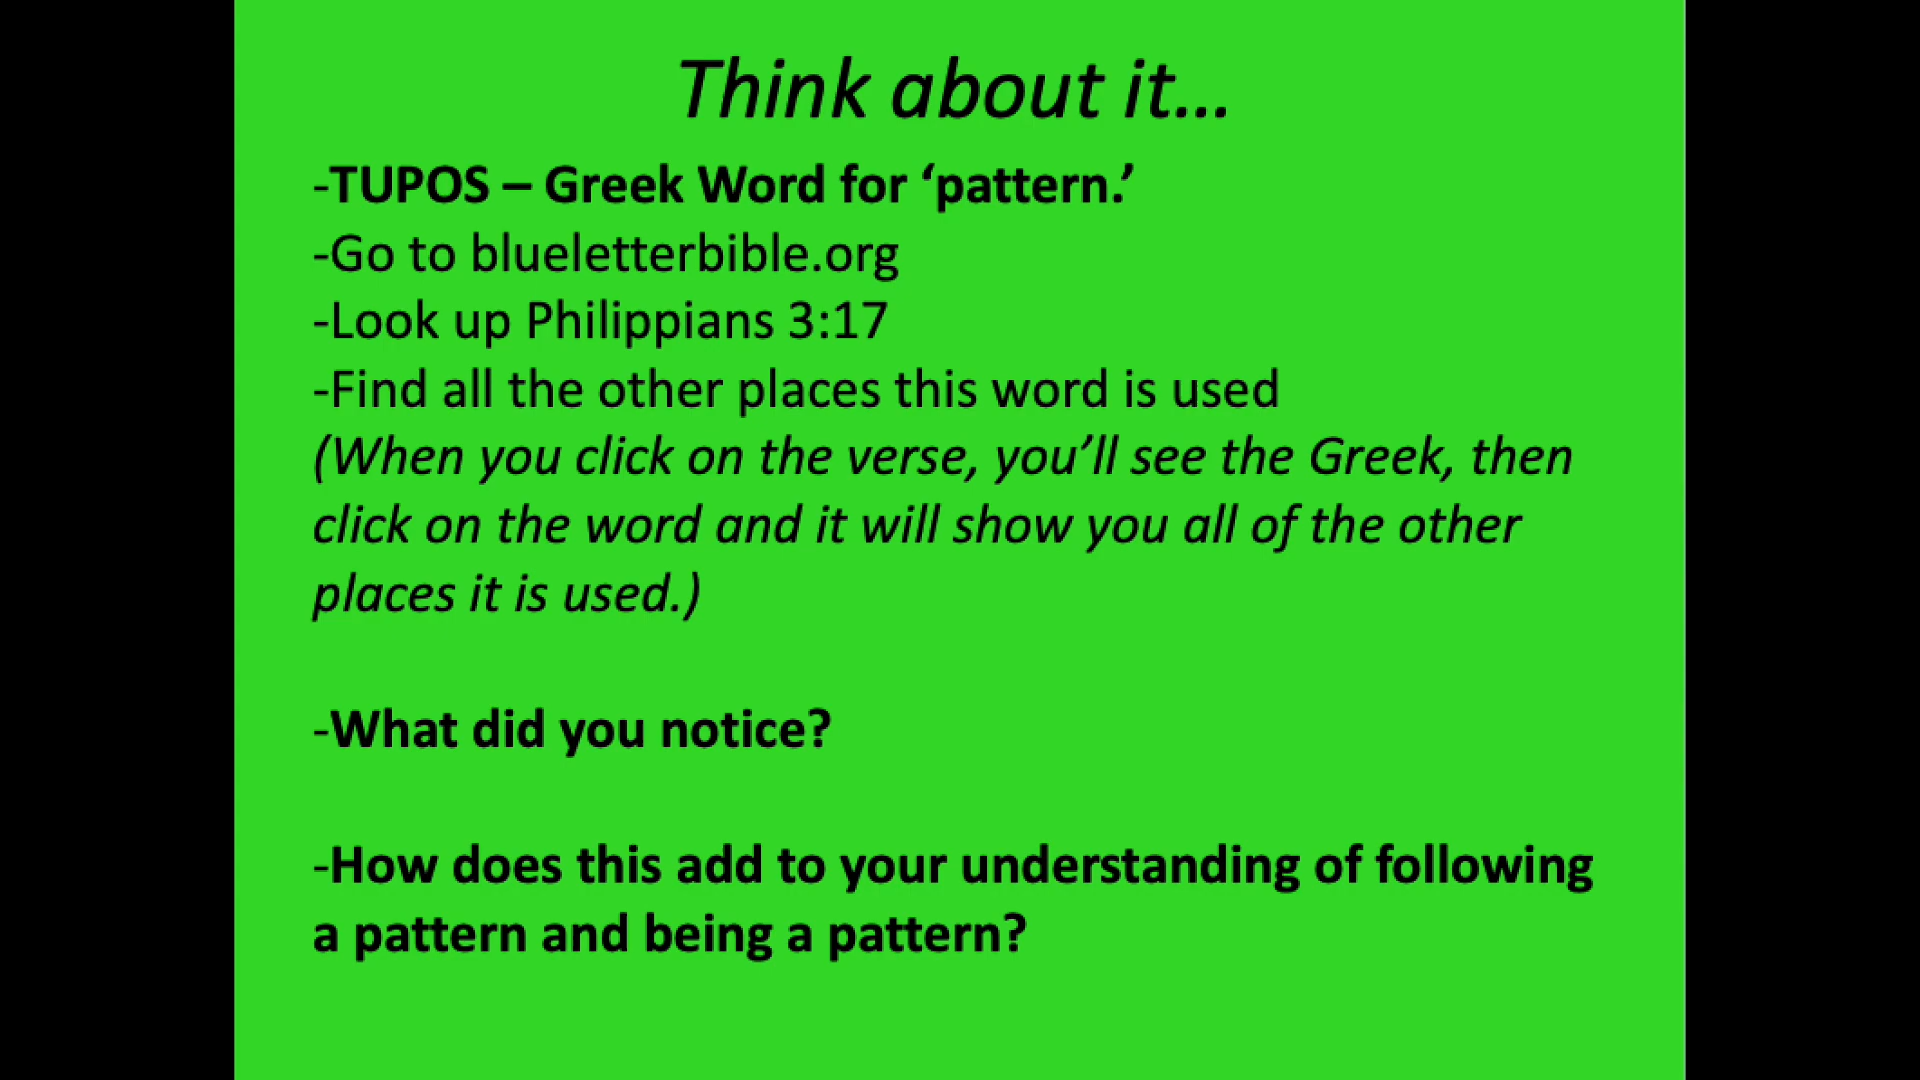 Think about it...
-TUPOS – Greek Word for ‘pattern.’
-Go to blueletterbible.org
-Look up Philippians 3:17
-Find all the other places this word is used
(When you click on the verse, you’ll see the Greek, then
click on the word and it will show you all of the other
places it is used.)
-What did you notice?
-How does this add to your understanding of following
a pattern and being a pattern?